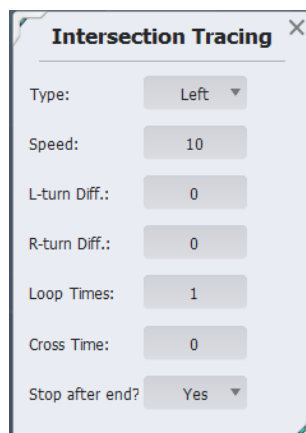 Intersection Tracing
Type: Left
Speed: 10
L-turn Diff.: 0
R-turn Diff.: 0
Loop Times: 1
Cross Time: 0
Stop after end? Yes